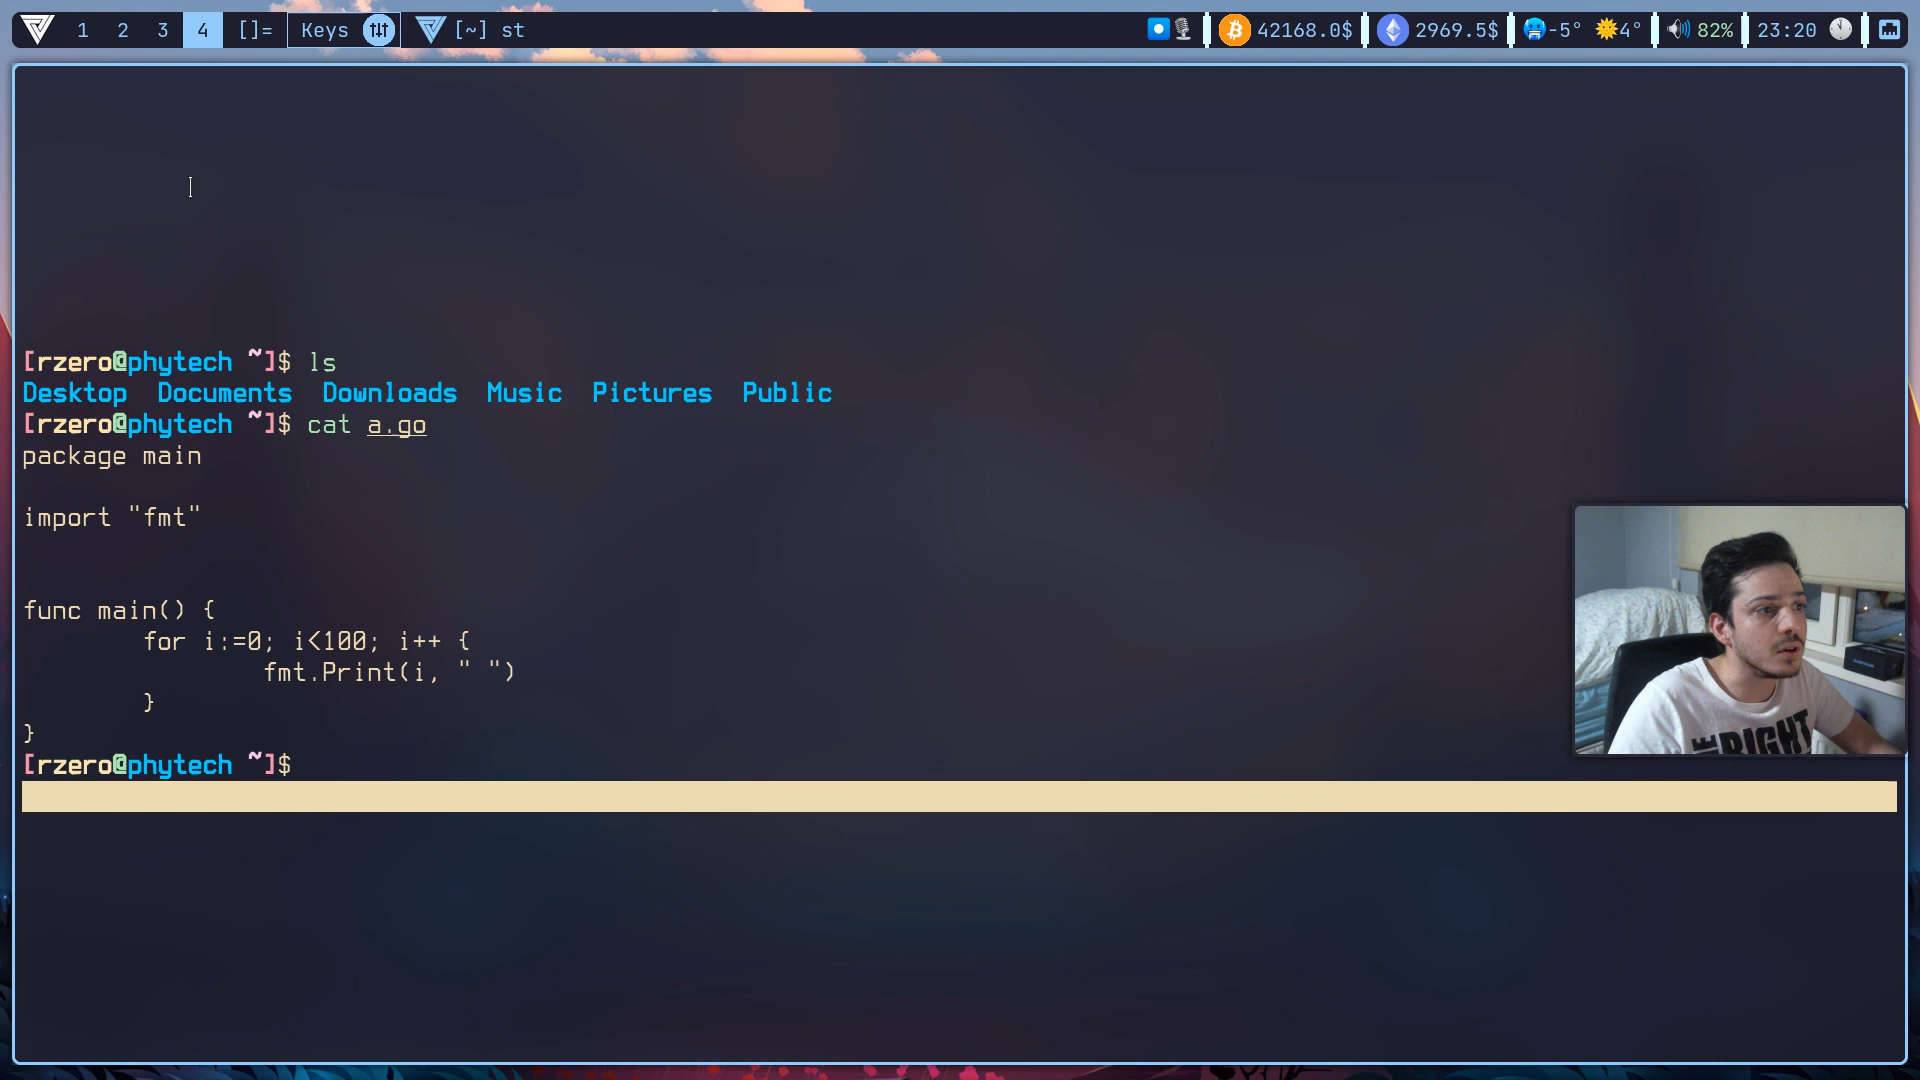 1 2 3 4 []= Keys [~] st 42168.0$ 2969.5$ -5° 4° 82% 23:20
[rzero@phytech ~]$ ls
Desktop Documents Downloads Music Pictures Public
[rzero@phytech ~]$ cat a.go
package main
import "fmt"
func main() {
for i:=0; i<100; i++ {
fmt.Print(i, " ")
}
}
[rzero@phytech ~]$
RIGHT